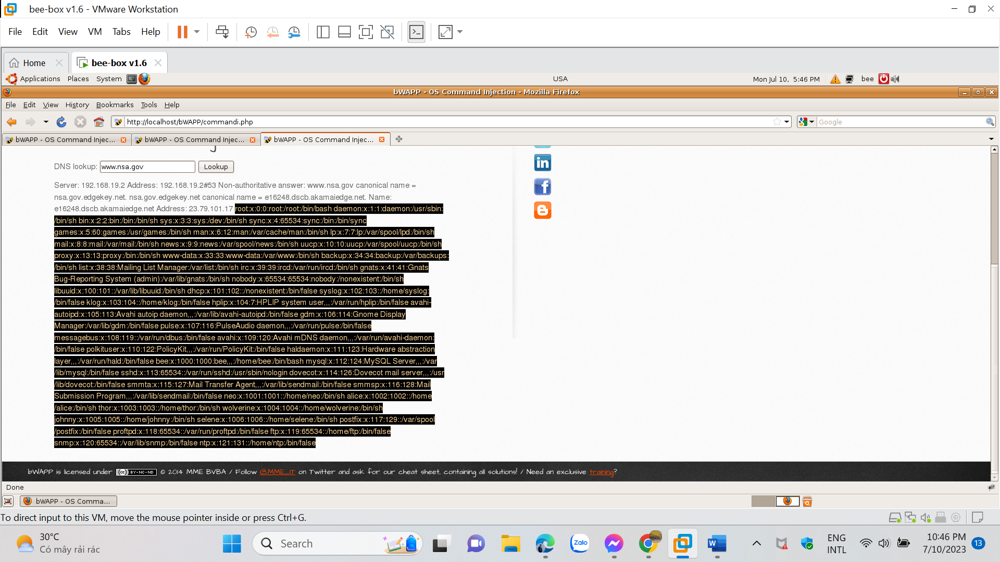 bee-box v1.6 - VMware Workstation
File Edit View VM Tabs Help
Home bee-box v1.6
Applications Places System USA Mon Jul 10, 5:46 PM bee
bWAPP - OS Command Injection - Mozilla Firefox
File Edit View History Bookmarks Tools Help
http://localhost/bWAPP/commandi.php Google
bWAPP - OS Command Injec... bWAPP - OS Command Injec... bWAPP - OS Command Injec...
DNS lookup: www.nsa.gov Lookup
Server: 192.168.19.2 Address: 192.168.19.2#53 Non-authoritative answer: www.nsa.gov canonical name =
nsa.gov.edgekey.net. nsa.gov.edgekey.net canonical name = e16248.dscb.akamaiedge.net. Name:
e16248.dscb.akamaiedge.net Address: 23.79.101.17 root:x:0:0:root:/root:/bin/bash daemon:x:1:1:daemon:/usr/sbin:
/bin/sh bin:x:2:2:bin:/bin:/bin/sh sys:x:3:3:sys:/dev:/bin/sh sync:x:4:65534:sync:/bin:/bin/sync
games:x:5:60:games:/usr/games:/bin/sh man:x:6:12:man:/var/cache/man:/bin/sh lp:x:7:7:lp:/var/spool/lpd:/bin/sh
mail:x:8:8:mail:/var/mail:/bin/sh news:x:9:9:news:/var/spool/news:/bin/sh uucp:x:10:10:uucp:/var/spool/uucp:/bin/sh
proxy:x:13:13:proxy:/bin:/bin/sh www-data:x:33:33:www-data:/var/www:/bin/sh backup:x:34:34:backup:/var/backups:
/bin/sh list:x:38:38:Mailing List Manager:/var/list:/bin/sh irc:x:39:39:ircd:/var/run/ircd:/bin/sh gnats:x:41:41:Gnats
Bug-Reporting System (admin):/var/lib/gnats:/bin/sh nobody:x:65534:65534:nobody:/nonexistent:/bin/sh
libuuid:x:100:101::/var/lib/libuuid:/bin/sh dhcp:x:101:102::/nonexistent:/bin/false syslog:x:102:103::/home/syslog:
/bin/false klog:x:103:104::/home/klog:/bin/false hplip:x:104:7:HPLIP system user,,,:/var/run/hplip:/bin/false avahi-
autoipd:x:105:113:Avahi autoip daemon,,,:/var/lib/avahi-autoipd:/bin/false gdm:x:106:114:Gnome Display
Manager:/var/lib/gdm:/bin/false pulse:x:107:116:PulseAudio daemon,,,:/var/run/pulse:/bin/false
messagebus:x:108:119::/var/run/dbus:/bin/false avahi:x:109:120:Avahi mDNS daemon,,,:/var/run/avahi-daemon:
/bin/false polkituser:x:110:122:PolicyKit,,,:/var/run/PolicyKit:/bin/false haldaemon:x:111:123:Hardware abstraction
layer,,,:/var/run/hald:/bin/false bee:x:1000:1000:bee,,,:/home/bee:/bin/bash mysql:x:112:124:MySQL Server,,,:/var
/lib/mysql:/bin/false sshd:x:113:65534::/var/run/sshd:/usr/sbin/nologin dovecot:x:114:126:Dovecot mail server,,,:/usr
/lib/dovecot:/bin/false smmta:x:115:127:Mail Transfer Agent,,,:/var/lib/sendmail:/bin/false smmsp:x:116:128:Mail
Submission Program,,,:/var/lib/sendmail:/bin/false neo:x:1001:1001::/home/neo:/bin/sh alice:x:1002:1002::/home
/alice:/bin/sh thor:x:1003:1003::/home/thor:/bin/sh wolverine:x:1004:1004::/home/wolverine:/bin/sh
johnny:x:1005:1005::/home/johnny:/bin/sh selene:x:1006:1006::/home/selene:/bin/sh postfix:x:117:129::/var/spool
/postfix:/bin/false proftpd:x:118:65534::/var/run/proftpd:/bin/false ftp:x:119:65534::/home/ftp:/bin/false
snmp:x:120:65534::/var/lib/snmp:/bin/false ntp:x:121:131::/home/ntp:/bin/false
bWAPP is licensed under (cc) BY-NC-ND © 2014 MME BVBA / Follow @MME_IT on Twitter and ask for our cheat sheet, containing all solutions! / Need an exclusive training?
Done
bWAPP - OS Comma...
To direct input to this VM, move the mouse pointer inside or press Ctrl+G.
30°C
Có mây rải rác
Search
Zalo
ENG
INTL
10:46 PM
7/10/2023
13